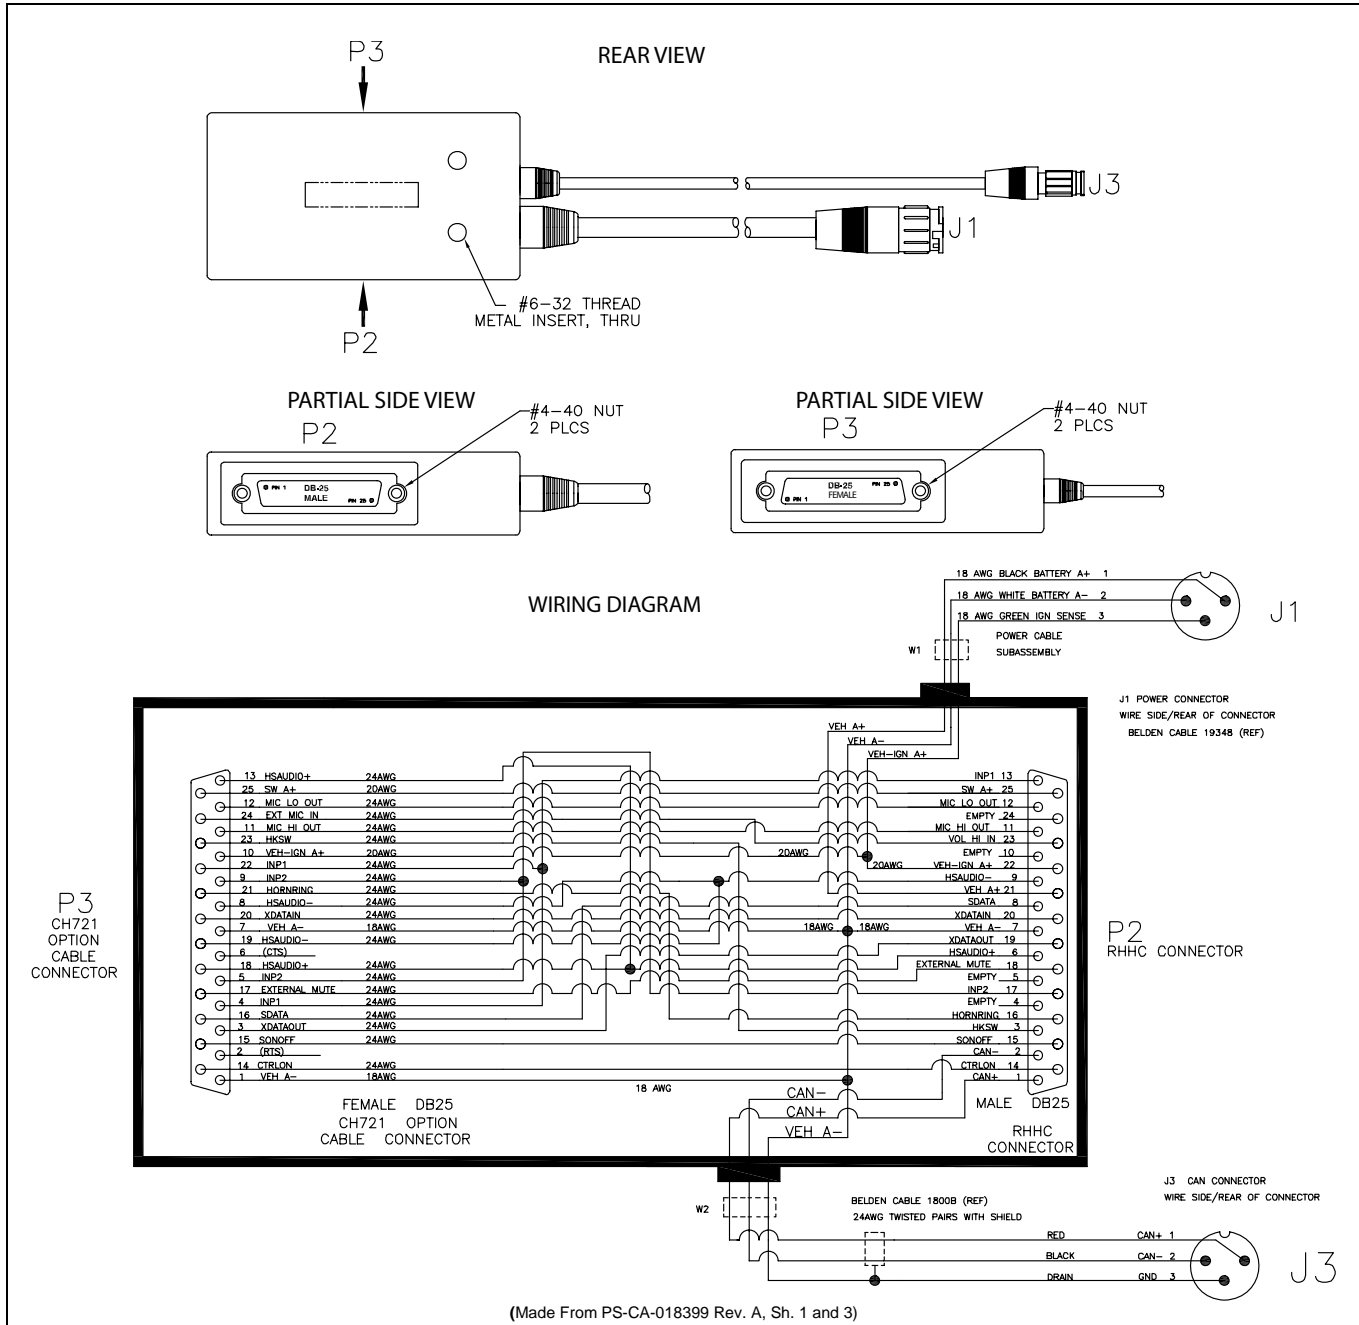 P3
REAR VIEW
J3
J1
#6-32 THREAD
METAL INSERT, THRU
P2
PARTIAL SIDE VIEW
P2
#4-40 NUT
2 PLCS
PIN 1
DB-25
MALE
PIN 25
PARTIAL SIDE VIEW
P3
#4-40 NUT
2 PLCS
PIN 1
DB-25
FEMALE
PIN 25
WIRING DIAGRAM
18 AWG BLACK BATTERY A+ 1
18 AWG WHITE BATTERY A- 2
18 AWG GREEN IGN SENSE 3
J1
W1
POWER CABLE
SUBASSEMBLY
J1 POWER CONNECTOR
WIRE SIDE/REAR OF CONNECTOR
BELDEN CABLE 19348 (REF)
VEH A+
VEH A-
VEH-IGN A+
13 HSAUDIO+ 24AWG
25 SW A+ 20AWG
12 MIC LO OUT 24AWG
24 EXT MIC IN 24AWG
11 MIC HI OUT 24AWG
23 HKSW 24AWG
10 VEH-IGN A+ 20AWG
22 INP1 24AWG
9 INP2 24AWG
21 HORNRING 24AWG
8 HSAUDIO- 24AWG
20 XDATAIN 24AWG
7 VEH A- 18AWG
19 HSAUDIO- 24AWG
6 (CTS)
18 HSAUDIO+ 24AWG
5 INP2 24AWG
17 EXTERNAL MUTE 24AWG
4 INP1 24AWG
16 SDATA 24AWG
3 XDATAOUT 24AWG
15 SONOFF 24AWG
2 (RTS)
14 CTRLON 24AWG
1 VEH A- 18AWG
P3
CH721
OPTION
CABLE
CONNECTOR
20AWG
20AWG
18AWG
18AWG
18 AWG
INP1 13
SW A+ 25
MIC LO OUT 12
EMPTY 24
MIC HI OUT 11
VOL HI IN 23
EMPTY 10
VEH-IGN A+ 22
HSAUDIO- 9
VEH A+ 21
SDATA 8
XDATAIN 20
VEH A- 7
XDATAOUT 19
HSAUDIO+ 6
EXTERNAL MUTE 18
EMPTY 5
INP2 17
EMPTY 4
HORNRING 16
HKSW 3
SONOFF 15
CAN- 2
CTRLON 14
CAN+ 1
P2
RHHC CONNECTOR
CAN-
CAN+
VEH A-
FEMALE DB25
CH721 OPTION
CABLE CONNECTOR
MALE DB25
RHHC
CONNECTOR
W2
BELDEN CABLE 1800B (REF)
24AWG TWISTED PAIRS WITH SHIELD
J3 CAN CONNECTOR
WIRE SIDE/REAR OF CONNECTOR
RED CAN+ 1
BLACK CAN- 2
DRAIN GND 3
J3
(Made From PS-CA-018399 Rev. A, Sh. 1 and 3)